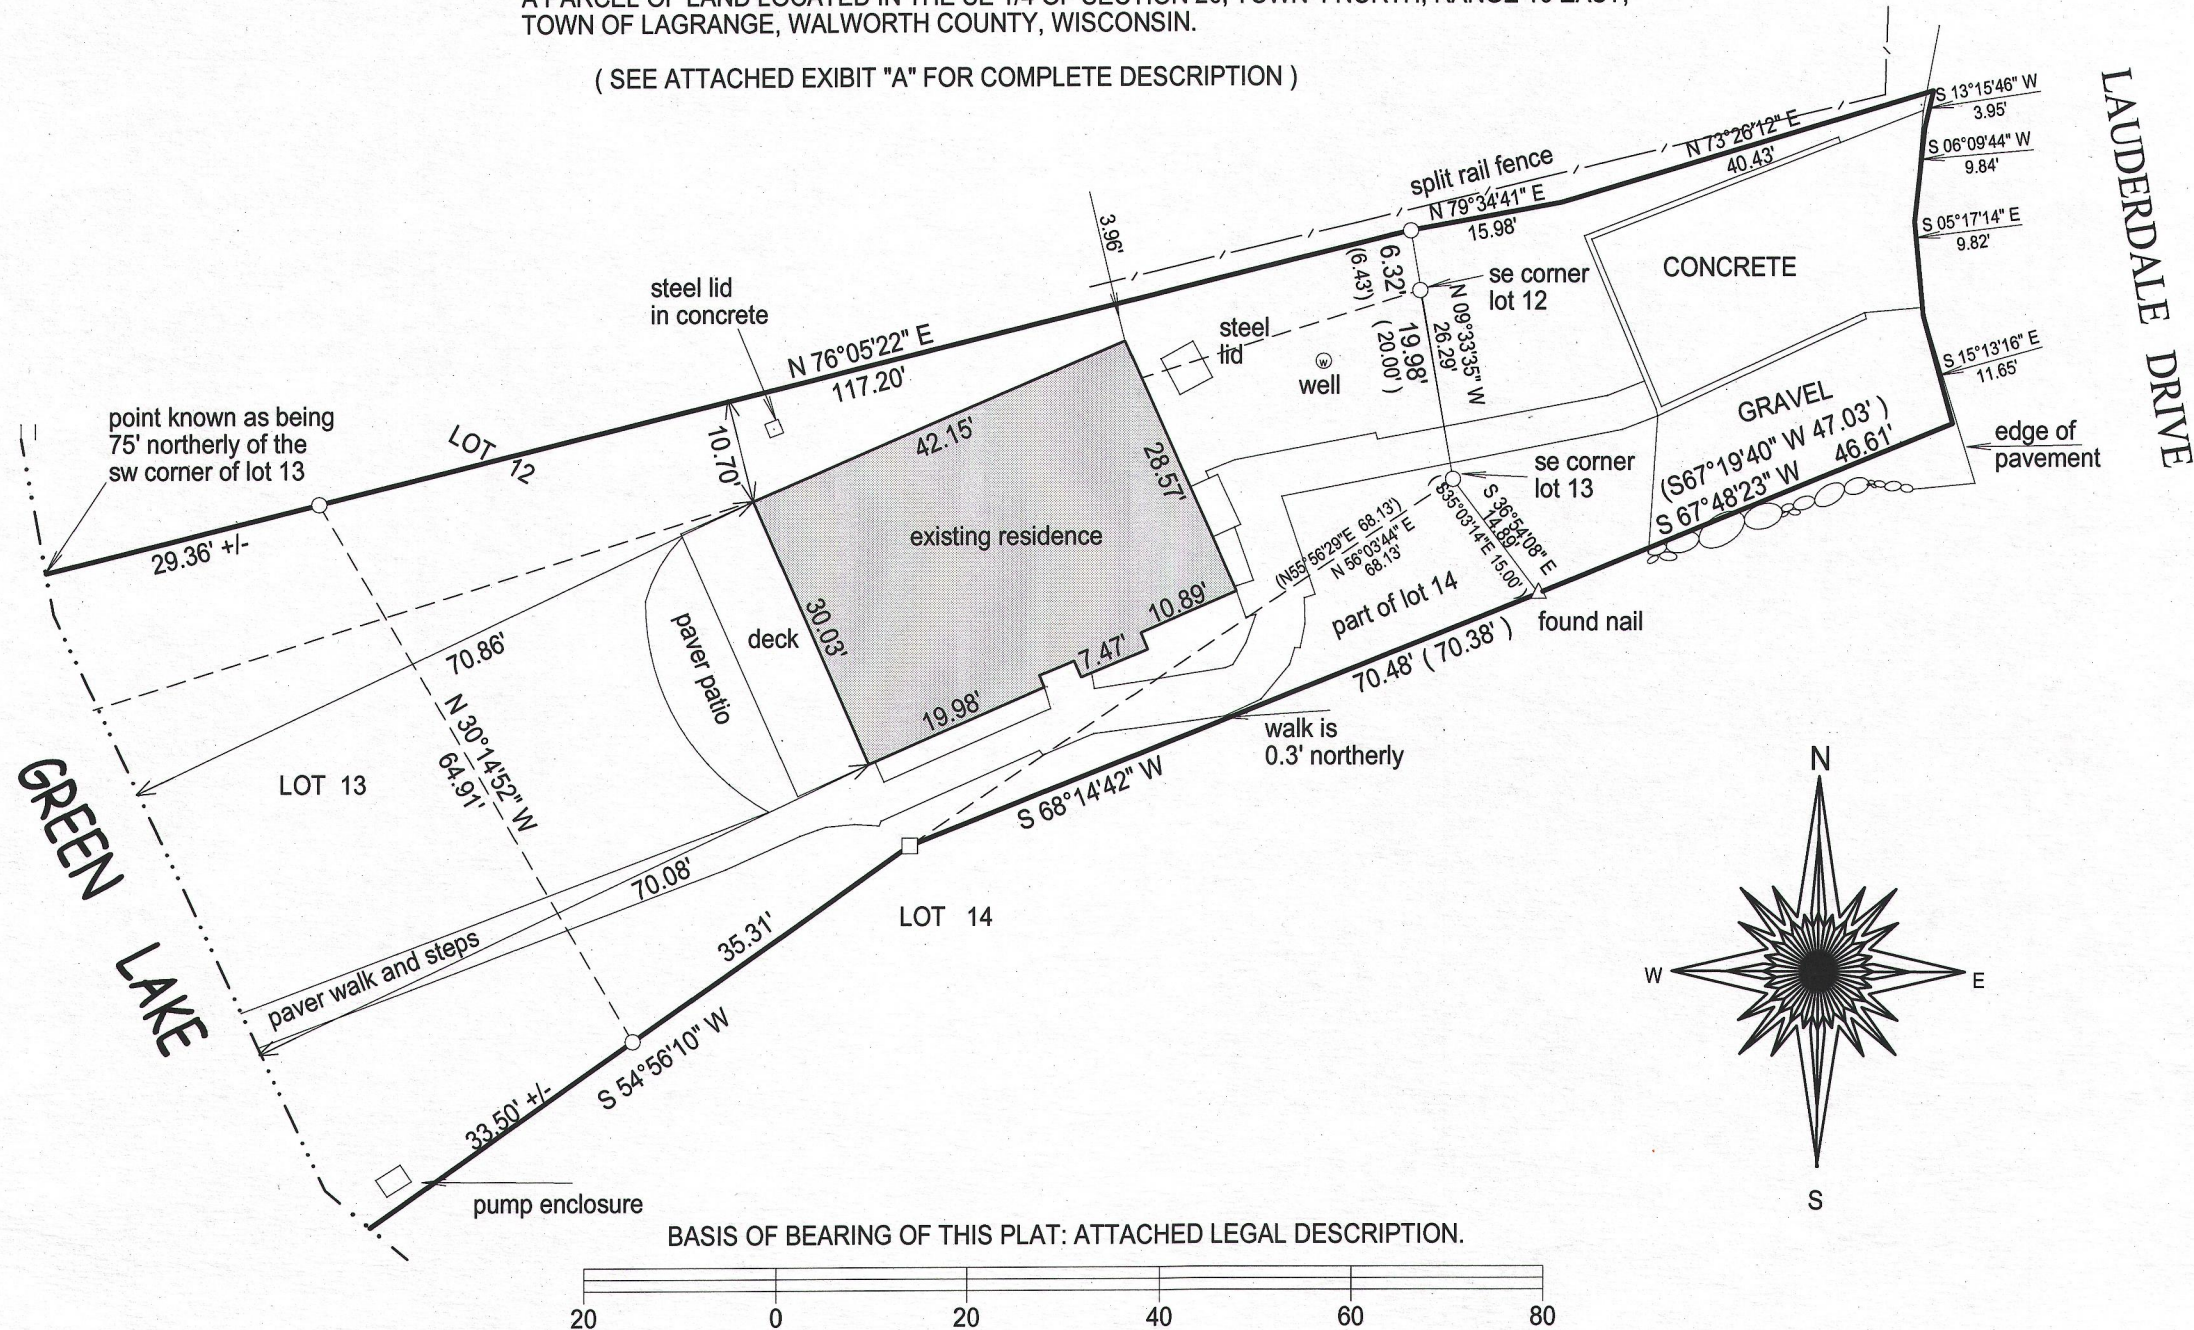 TOWN OF LAGRANGE, WALWORTH COUNTY, WISCONSIN.
( SEE ATTACHED EXIBIT "A" FOR COMPLETE DESCRIPTION )
LAUDERDALE DRIVE
S 13°15'46" W
3.95'
S 06°09'44" W
9.84'
S 05°17'14" E
9.82'
S 15°13'16" E
11.65'
N 73°26'12" E
40.43'
split rail fence
N 79°34'41" E
15.98'
3.96'
CONCRETE
6.32'
(6.43')
se corner
lot 12
N 09°33'35" W
26.29'
19.98'
( 20.00' )
steel lid
in concrete
steel
lid
well
N 76°05'22" E
117.20'
point known as being
75' northerly of the
sw corner of lot 13
LOT 12
10.70'
42.15'
28.57'
GRAVEL
(S67°19'40" W 47.03' )
S 67°48'23" W 46.61'
edge of
pavement
se corner
lot 13
S 36°54'08" E
14.89'
( S35°03'14"E 15.00' )
(N55°56'29"E 68.13')
N 56°03'44" E
68.13'
existing residence
29.36' +/-
part of lot 14
found nail
70.48' ( 70.38' )
10.89'
7.47'
30.03'
deck
paver patio
70.86'
19.98'
walk is
0.3' northerly
N 30°14'52" W
64.91'
LOT 13
S 68°14'42" W
GREEN LAKE
70.08'
LOT 14
35.31'
paver walk and steps
S 54°56'10" W
33.50' +/-
pump enclosure
N
W
E
S
BASIS OF BEARING OF THIS PLAT: ATTACHED LEGAL DESCRIPTION.
20 0 20 40 60 80